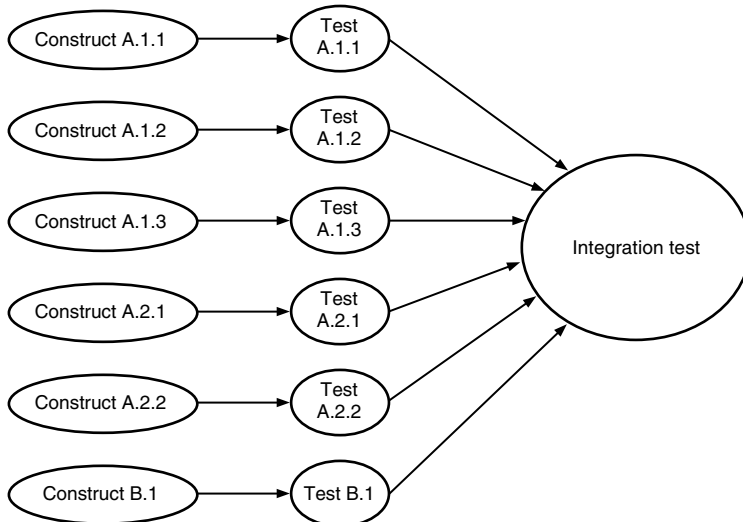 Construct A.1.1
Test
A.1.1
Construct A.1.2
Test
A.1.2
Construct A.1.3
Test
A.1.3
Integration test
Construct A.2.1
Test
A.2.1
Construct A.2.2
Test
A.2.2
Construct B.1
Test B.1